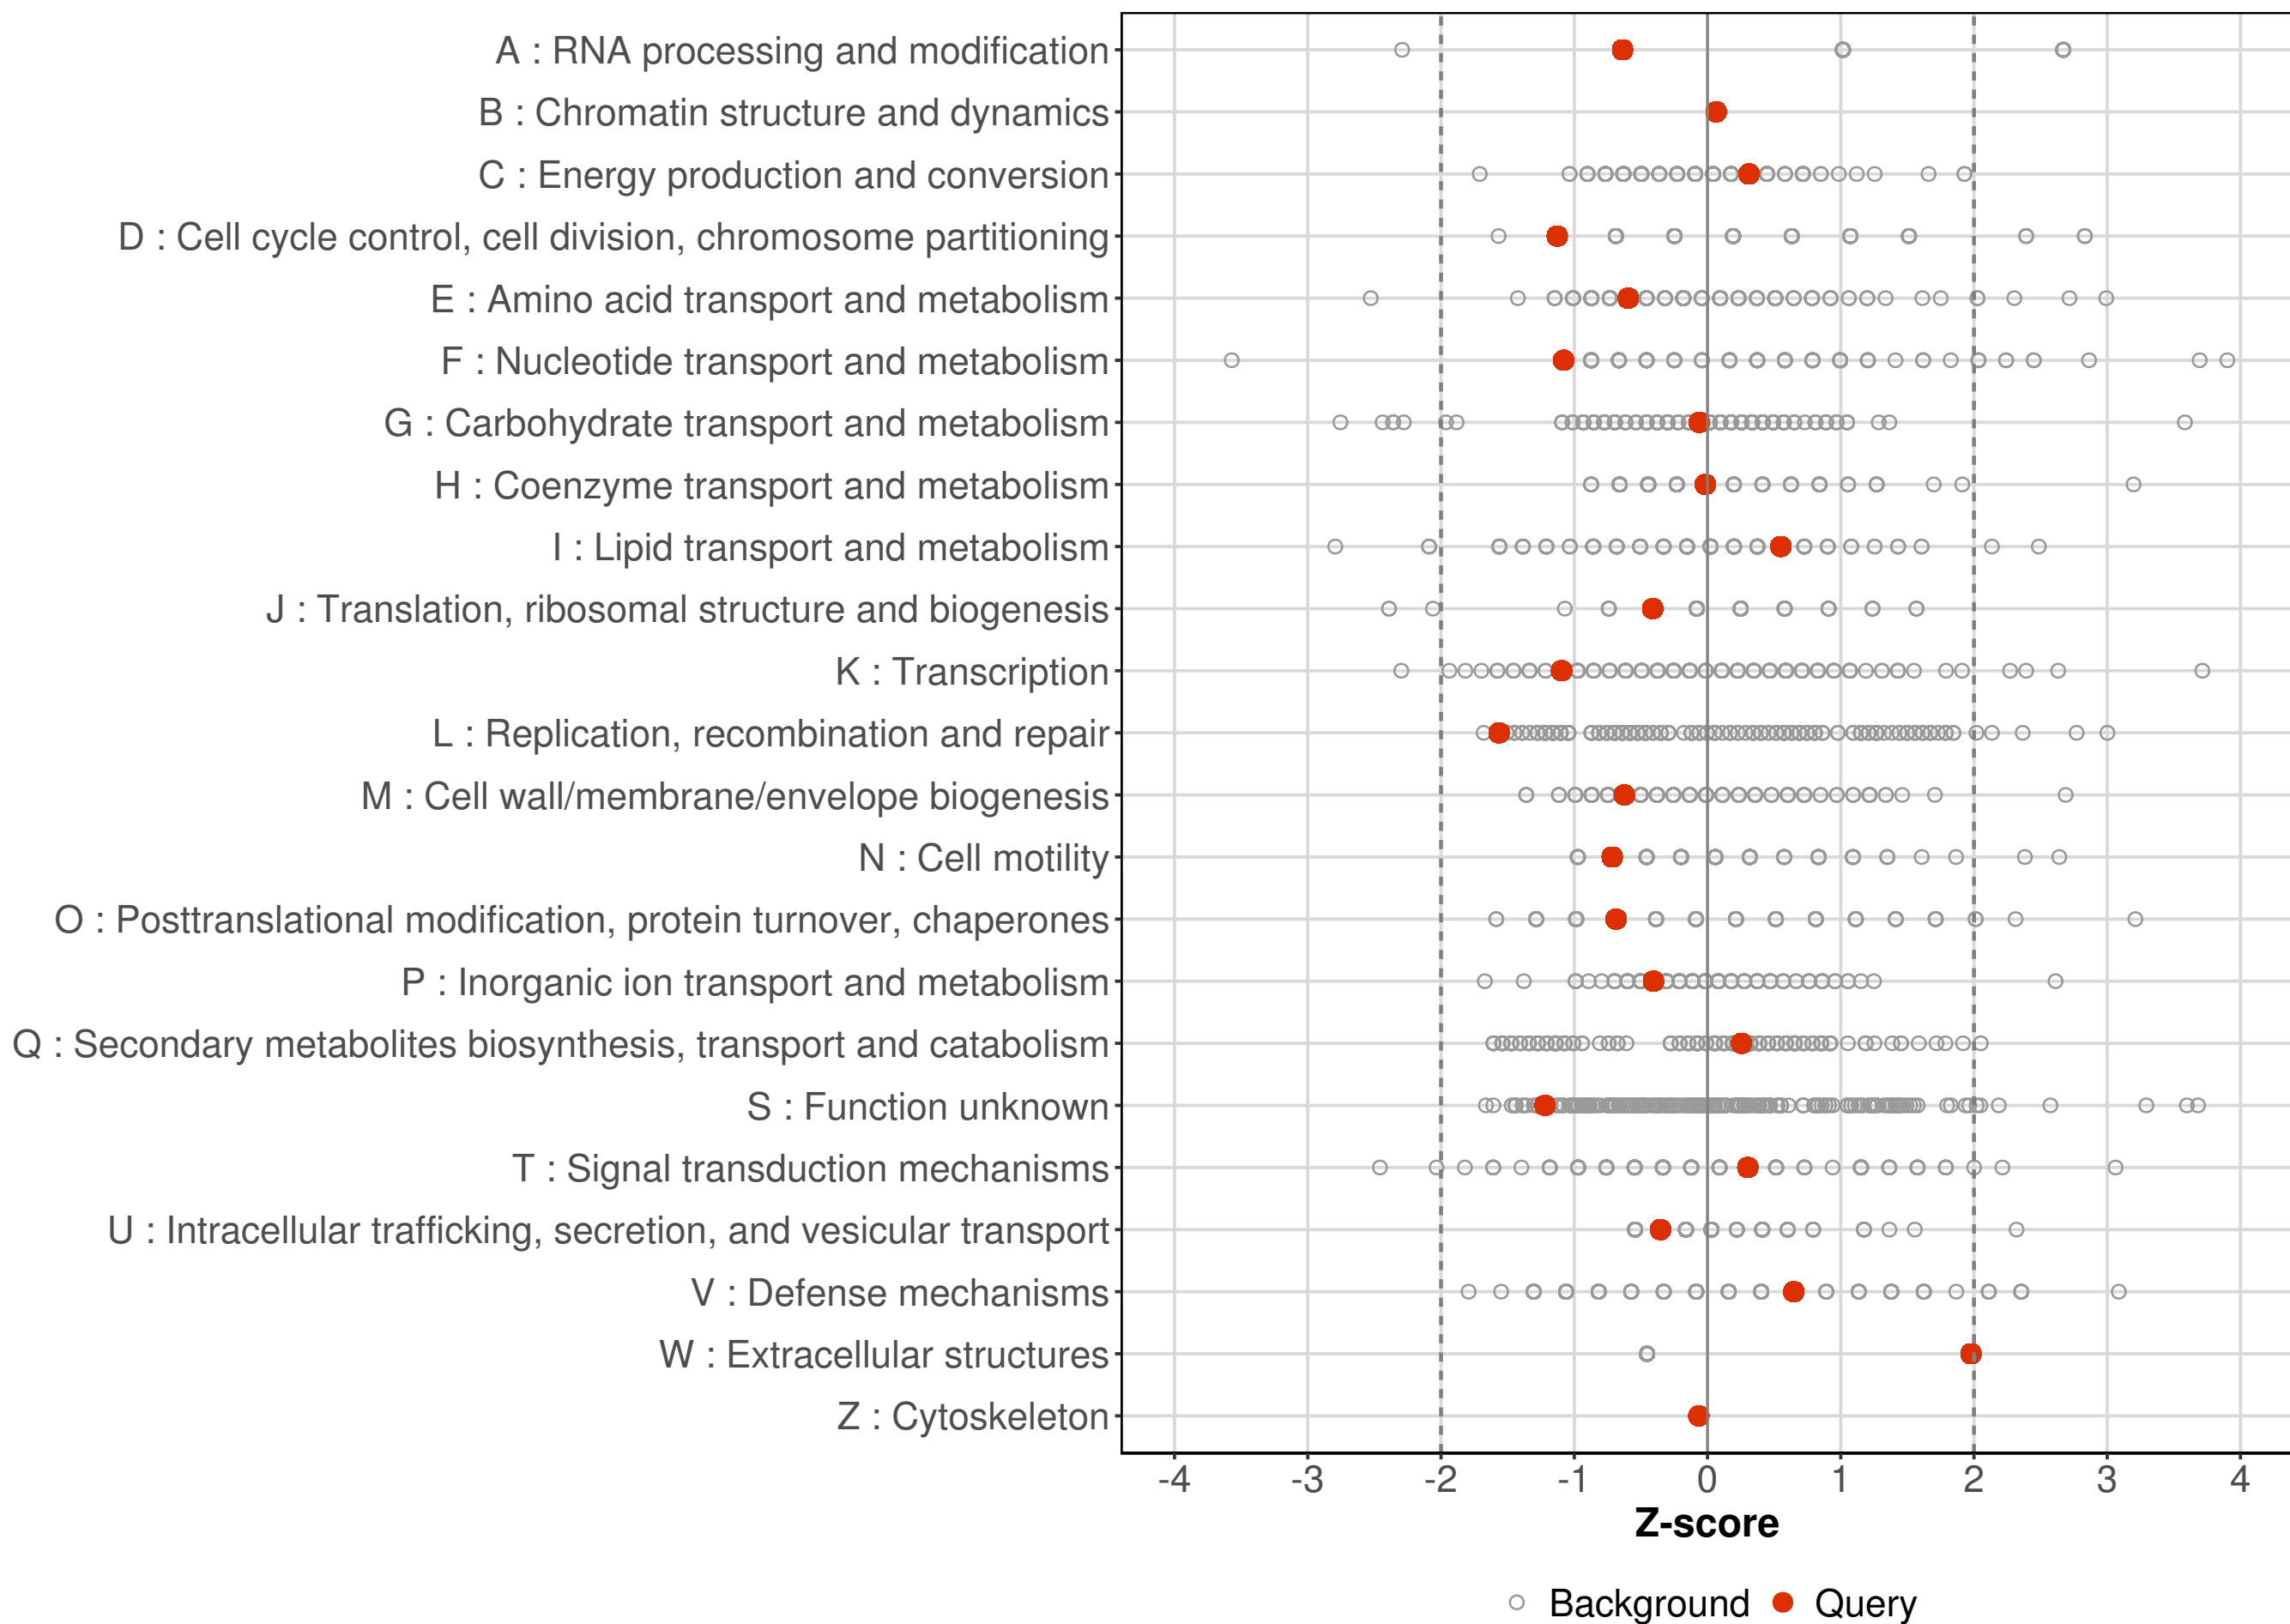 A : RNA processing and modification
B : Chromatin structure and dynamics
C : Energy production and conversion
D : Cell cycle control, cell division, chromosome partitioning
E : Amino acid transport and metabolism
F : Nucleotide transport and metabolism
G : Carbohydrate transport and metabolism
H : Coenzyme transport and metabolism
I : Lipid transport and metabolism
J : Translation, ribosomal structure and biogenesis
K : Transcription
L : Replication, recombination and repair
M : Cell wall/membrane/envelope biogenesis
N : Cell motility
O : Posttranslational modification, protein turnover, chaperones
P : Inorganic ion transport and metabolism
Q : Secondary metabolites biosynthesis, transport and catabolism
S : Function unknown
T : Signal transduction mechanisms
U : Intracellular trafficking, secretion, and vesicular transport
V : Defense mechanisms
W : Extracellular structures
Z : Cytoskeleton
-4 -3 -2 -1 0 1 2 3 4
Z-score
Background Query